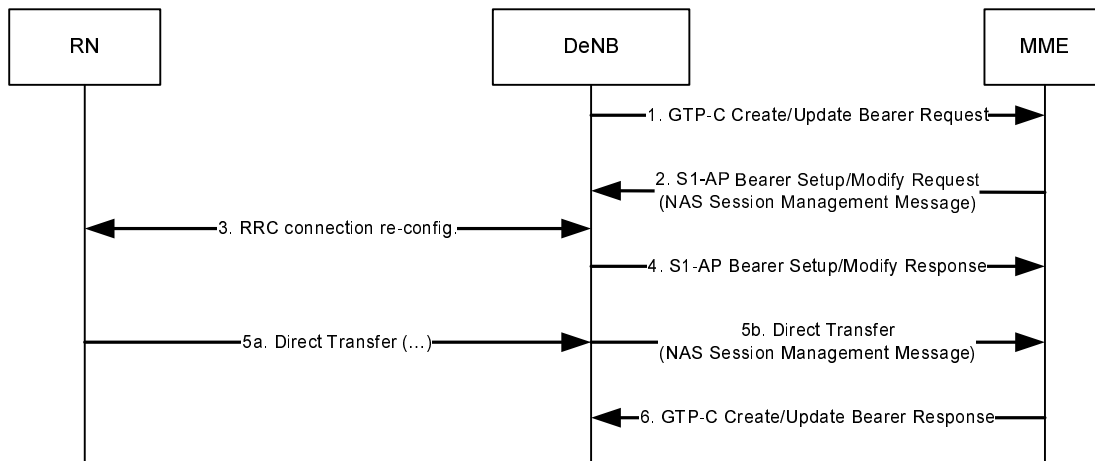 RN
DeNB
MME
1. GTP-C Create/Update Bearer Request
2. S1-AP Bearer Setup/Modify Request
(NAS Session Management Message)
3. RRC connection re-config.
4. S1-AP Bearer Setup/Modify Response
5a. Direct Transfer (...)
5b. Direct Transfer
(NAS Session Management Message)
6. GTP-C Create/Update Bearer Response